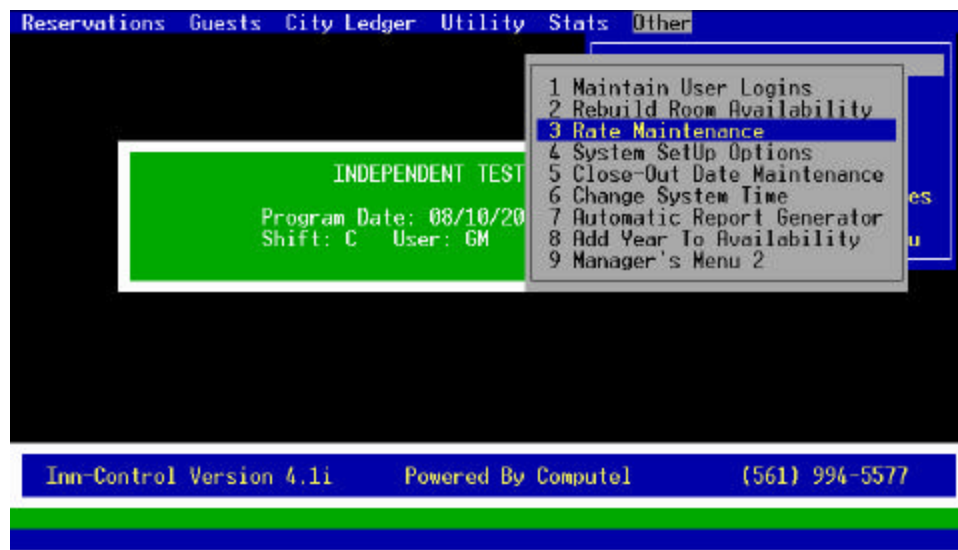 Reservations Guests City Ledger Utility Stats Other
1 Maintain User Logins
2 Rebuild Room Availability
3 Rate Maintenance
4 System SetUp Options
5 Close-Out Date Maintenance
6 Change System Time
7 Automatic Report Generator
8 Add Year To Availability
9 Manager's Menu 2
es
u
INDEPENDENT TEST
Program Date: 08/10/20
Shift: C User: GM
Inn-Control Version 4.1i Powered By Computel (561) 994-5577